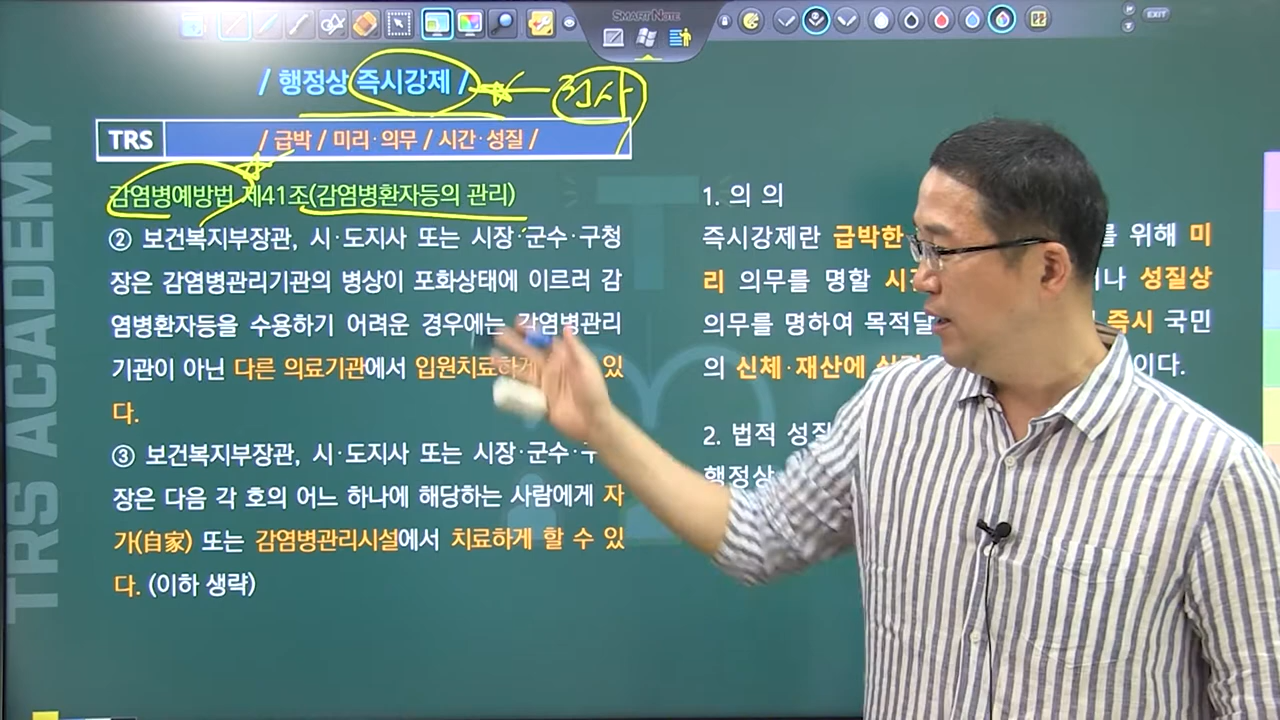 SMART NOTE
EXIT
/ 행정상 즉시강제 /
TRS
/ 급박 / 미리·의무 / 시간·성질 /
감염병예방법 제41조(감염병환자등의 관리)
② 보건복지부장관, 시·도지사 또는 시장·군수·구청
장은 감염병관리기관의 병상이 포화상태에 이르러 감
염병환자등을 수용하기 어려운 경우에는 감염병관리
기관이 아닌 다른 의료기관에서 입원치료하게 있
다.
③ 보건복지부장관, 시·도지사 또는 시장·군수·
장은 다음 각 호의 어느 하나에 해당하는 사람에게 자
가(自家) 또는 감염병관리시설에서 치료하게 할 수 있
다. (이하 생략)
1. 의 의
즉시강제란 급박한 위해 미
리 의무를 명할 성질상
의무를 명하여 즉시 국민
의 신체·재산에
2. 법적 성질
행정상
TRS ACADEMY